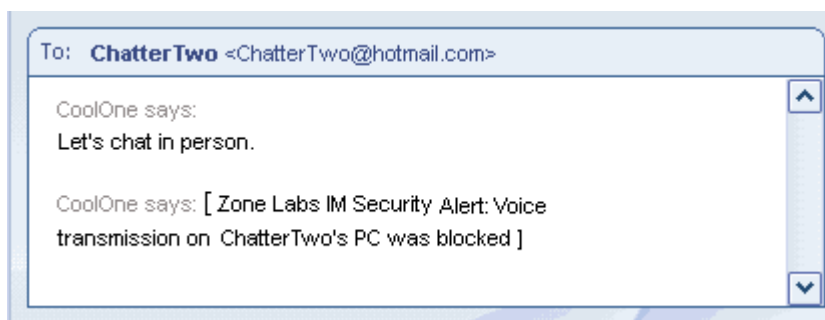 To: ChatterTwo <ChatterTwo@hotmail.com>
CoolOne says:
Let's chat in person.
CoolOne says: [ Zone Labs IM Security Alert: Voice
transmission on ChatterTwo's PC was blocked ]